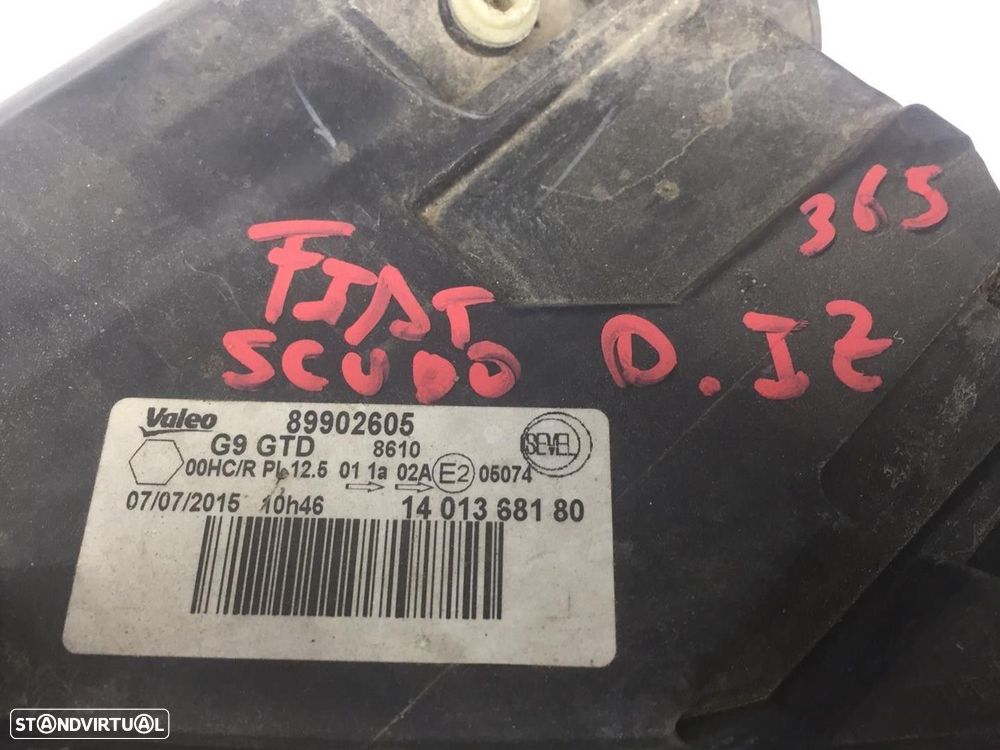 365
FIAT
SCUDO D. IZ
Valeo 89902605
G9 GTD 8610 SEVEL
00HC/R PL 12.5 01 1a 02A E2 05074
07/07/2015 10h46 14 013 681 80
STANDVIRTUAL